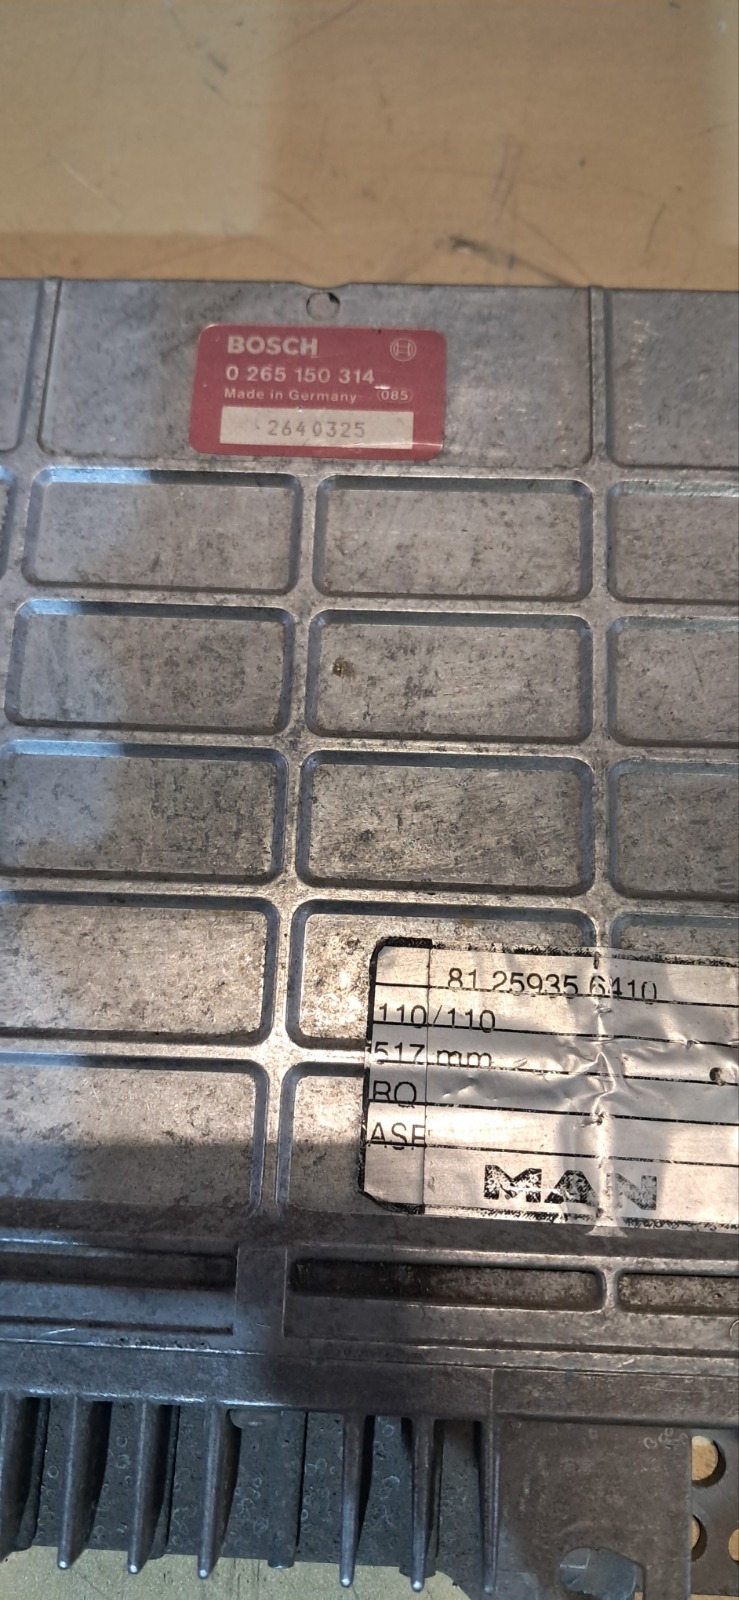 BOSCH
0 265 150 314
Made in Germany 085
2640325
81.25935.6410
110/110
517 mm
BO
ASF
MAN